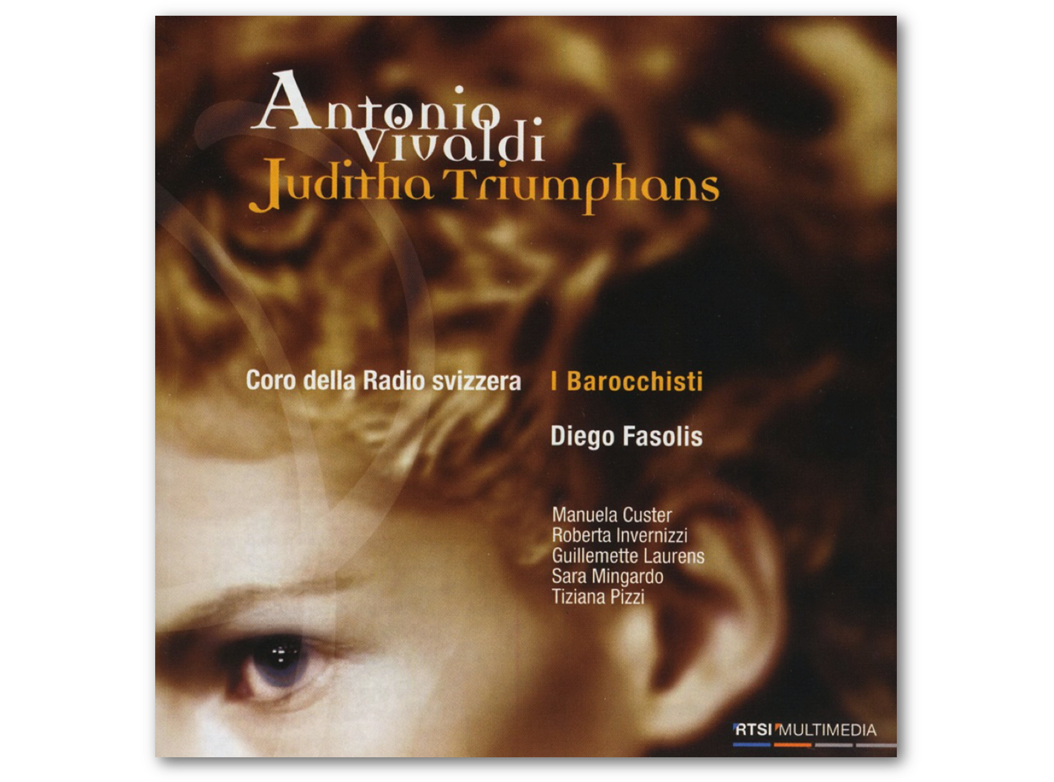 Antonio
Vivaldi
Juditha Triumphans
Coro della Radio svizzera I Barocchisti
Diego Fasolis
Manuela Custer
Roberta Invernizzi
Guillemette Laurens
Sara Mingardo
Tiziana Pizzi
RTSI MULTIMEDIA